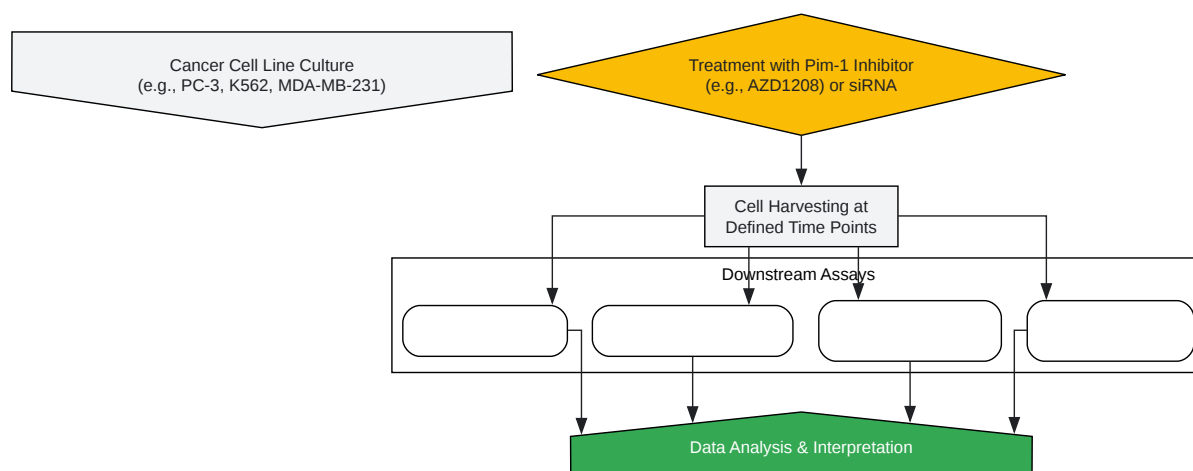 Cancer Cell Line Culture
(e.g., PC-3, K562, MDA-MB-231)
Treatment with Pim-1 Inhibitor
(e.g., AZD1208) or siRNA
Cell Harvesting at
Defined Time Points
Downstream Assays
Data Analysis & Interpretation